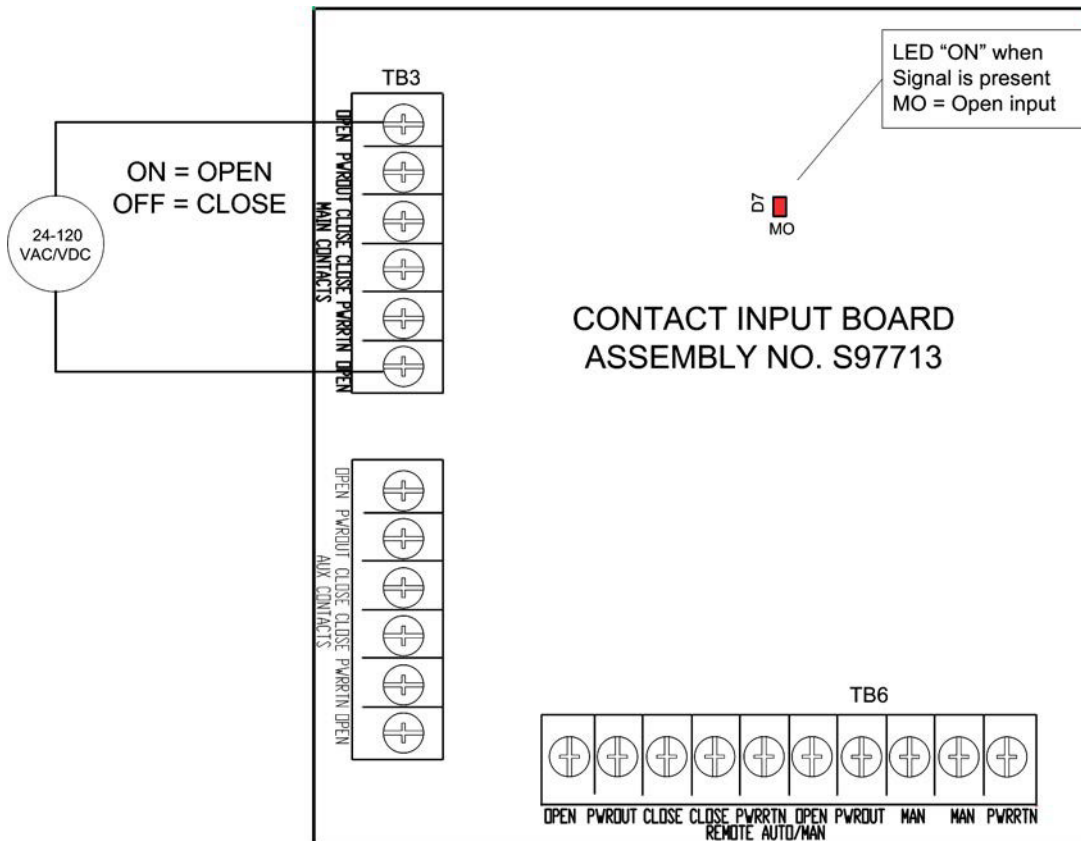 LED “ON” when
Signal is present
MO = Open input
TB3
ON = OPEN
OFF = CLOSE
24-120
VAC/VDC
OPEN PWROUT CLOSE CLOSE PWRRTN OPEN
MAIN CONTACTS
D7
MO
CONTACT INPUT BOARD
ASSEMBLY NO. S97713
OPEN PWROUT CLOSE CLOSE PWRRTN OPEN
AUX CONTACTS
TB6
OPEN PWROUT CLOSE CLOSE PWRRTN OPEN PWROUT MAN MAN PWRRTN
REMOTE AUTO/MAN